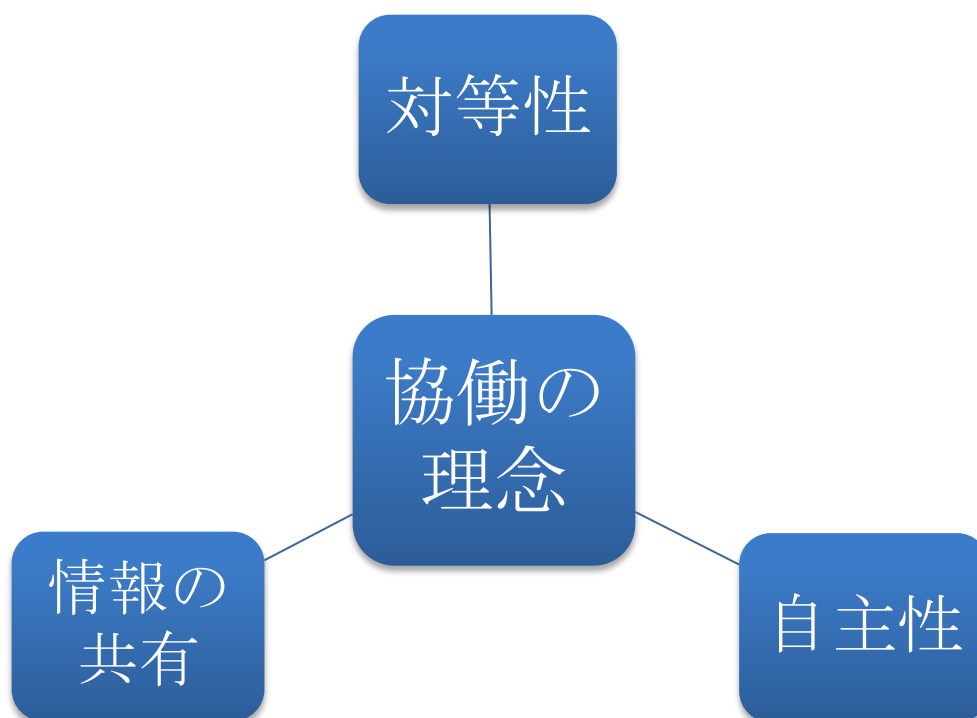 対等性
協働の
理念
情報の
共有
自主性